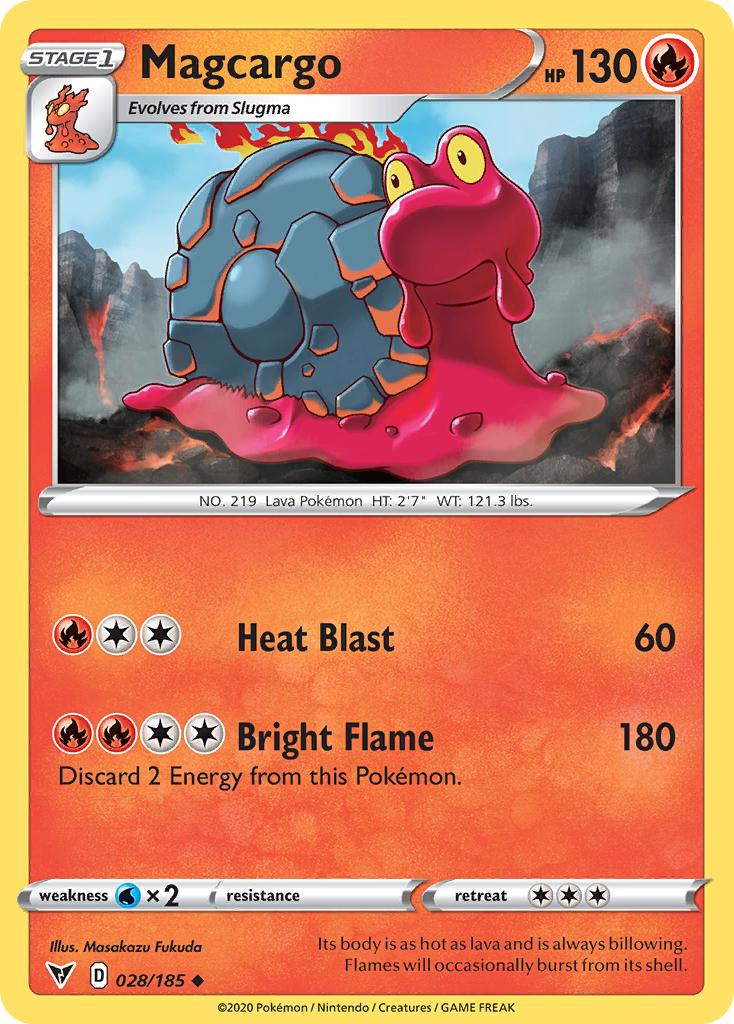 STAGE 1
Magcargo
HP 130
Evolves from Slugma
NO. 219 Lava Pokémon HT: 2'7" WT: 121.3 lbs.
Heat Blast 60
Bright Flame 180
Discard 2 Energy from this Pokémon.
weakness ×2 resistance retreat
Illus. Masakazu Fukuda
Its body is as hot as lava and is always billowing.
Flames will occasionally burst from its shell.
D 028/185
©2020 Pokémon / Nintendo / Creatures / GAME FREAK